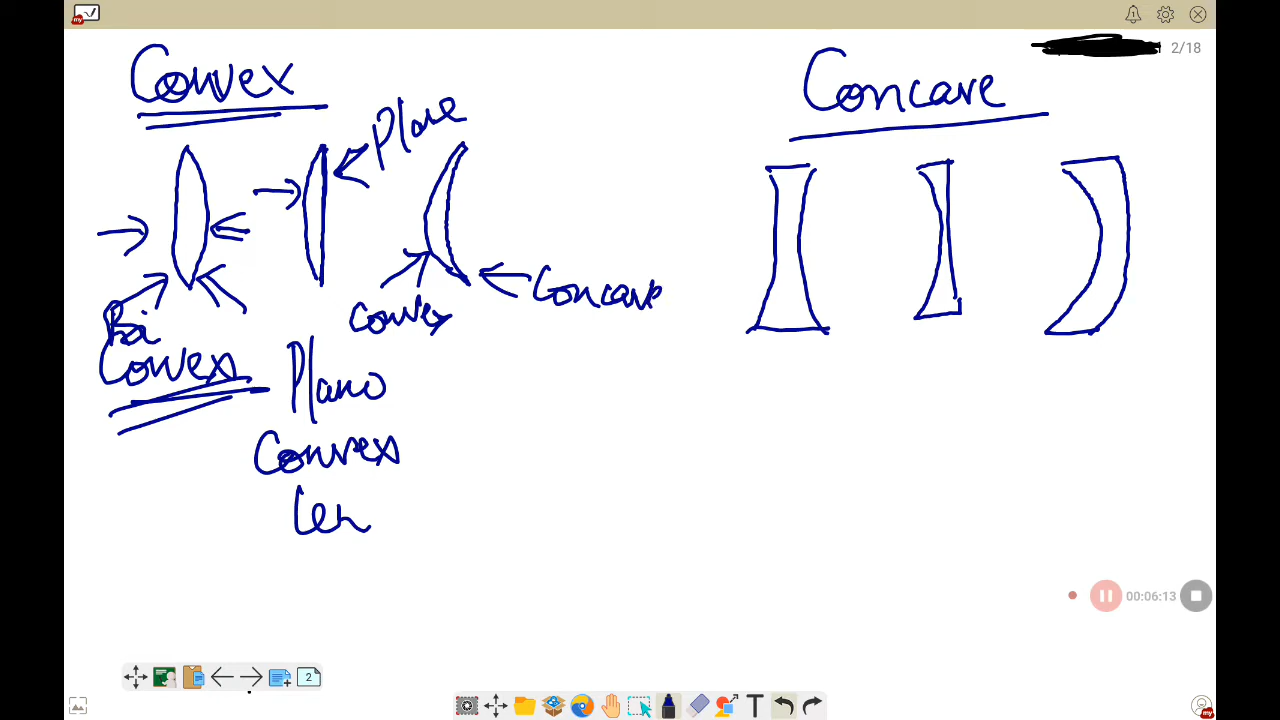 Convex
Concave
2/18
Plane
Concave
Convex
Bi
Convex
Plano
Convex
Len
00:06:13
2